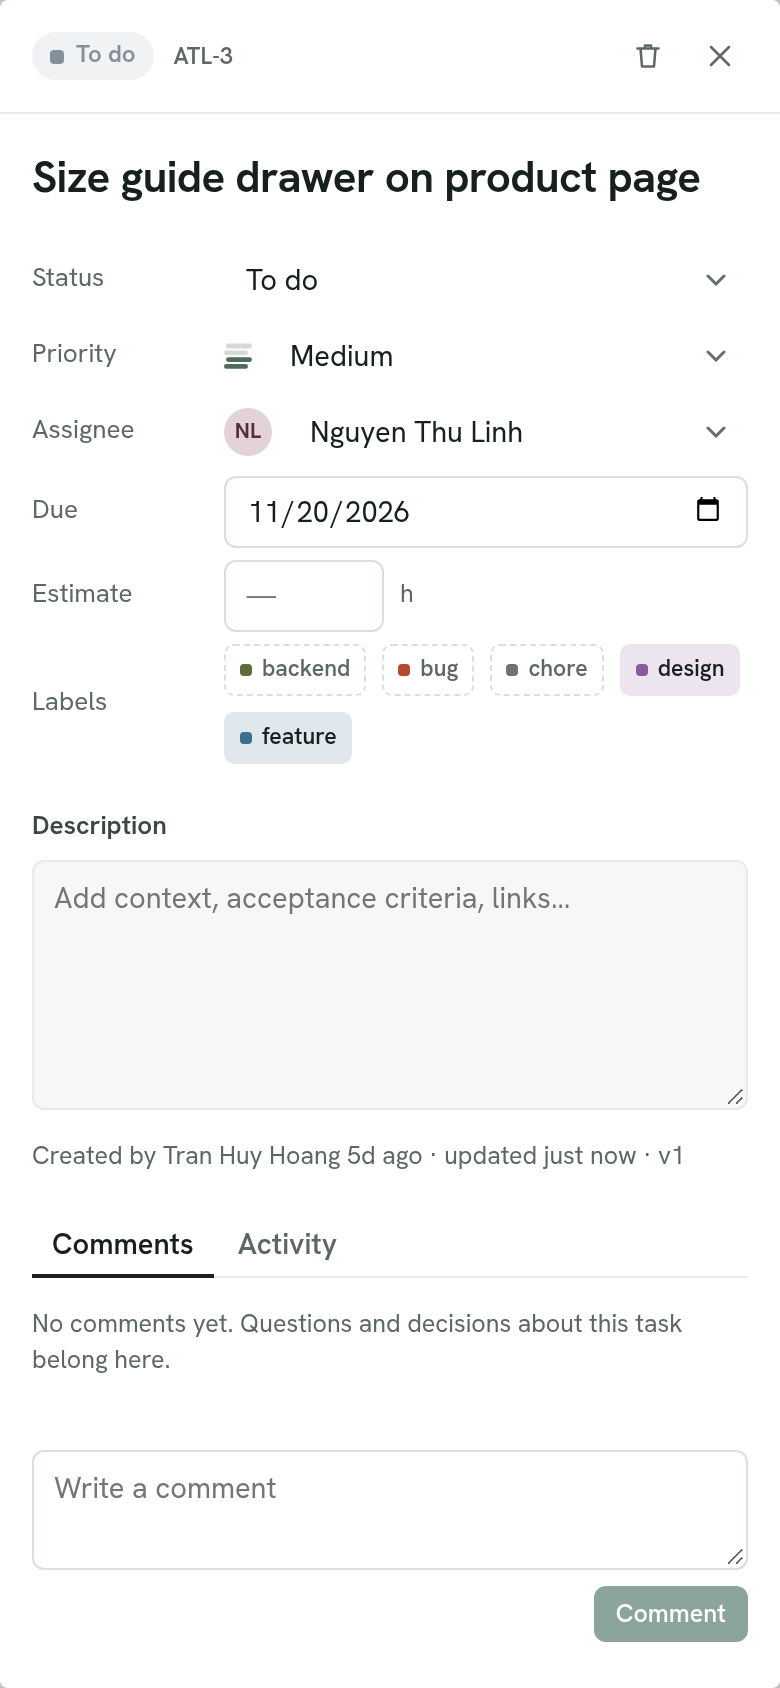 To do ATL-3
Size guide drawer on product page
Status To do
Priority Medium
Assignee NL Nguyen Thu Linh
Due 11/20/2026
Estimate — h
Labels backend bug chore design
feature
Description
Add context, acceptance criteria, links…
Created by Tran Huy Hoang 5d ago · updated just now · v1
Comments Activity
No comments yet. Questions and decisions about this task
belong here.
Write a comment
Comment